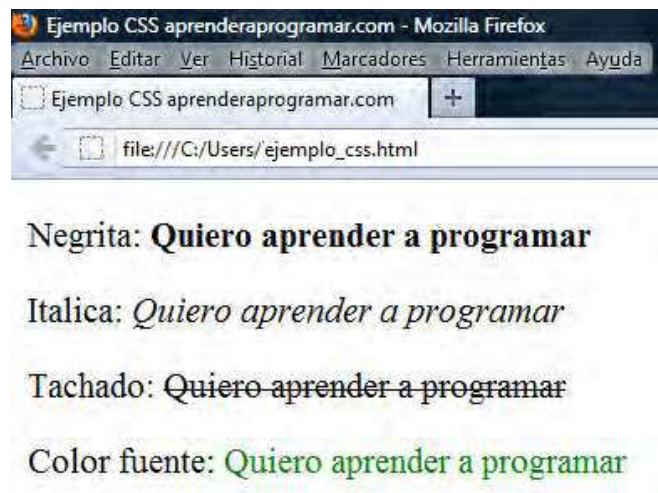 Ejemplo CSS aprenderaprogramar.com - Mozilla Firefox
Archivo Editar Ver Historial Marcadores Herramientas Ayuda
Ejemplo CSS aprenderaprogramar.com +
file:///C:/Users/ejemplo_css.html
Negrita: Quiero aprender a programar
Italica: Quiero aprender a programar
Tachado: Quiero aprender a programar
Color fuente: Quiero aprender a programar